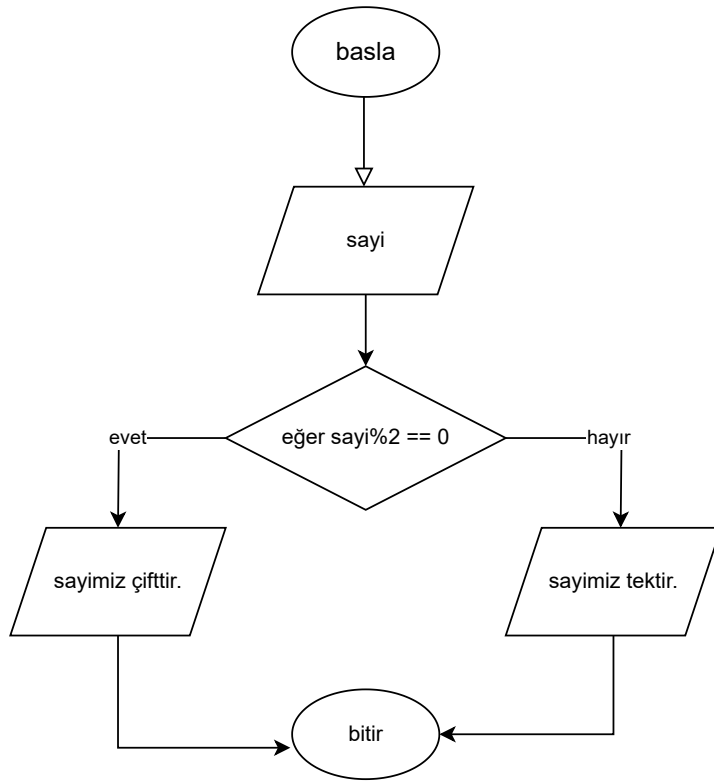 basla
sayi
eğer sayi%2 == 0
evet
hayır
sayimiz çifttir.
sayimiz tektir.
bitir